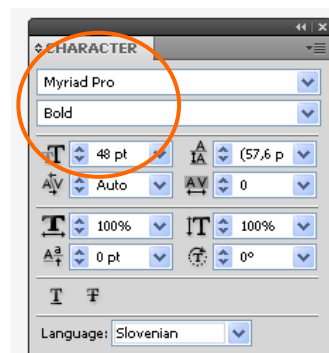 CHARACTER
Myriad Pro
Bold
48 pt (57,6 p
Auto 0
100% 100%
0 pt 0°
T T
Language: Slovenian